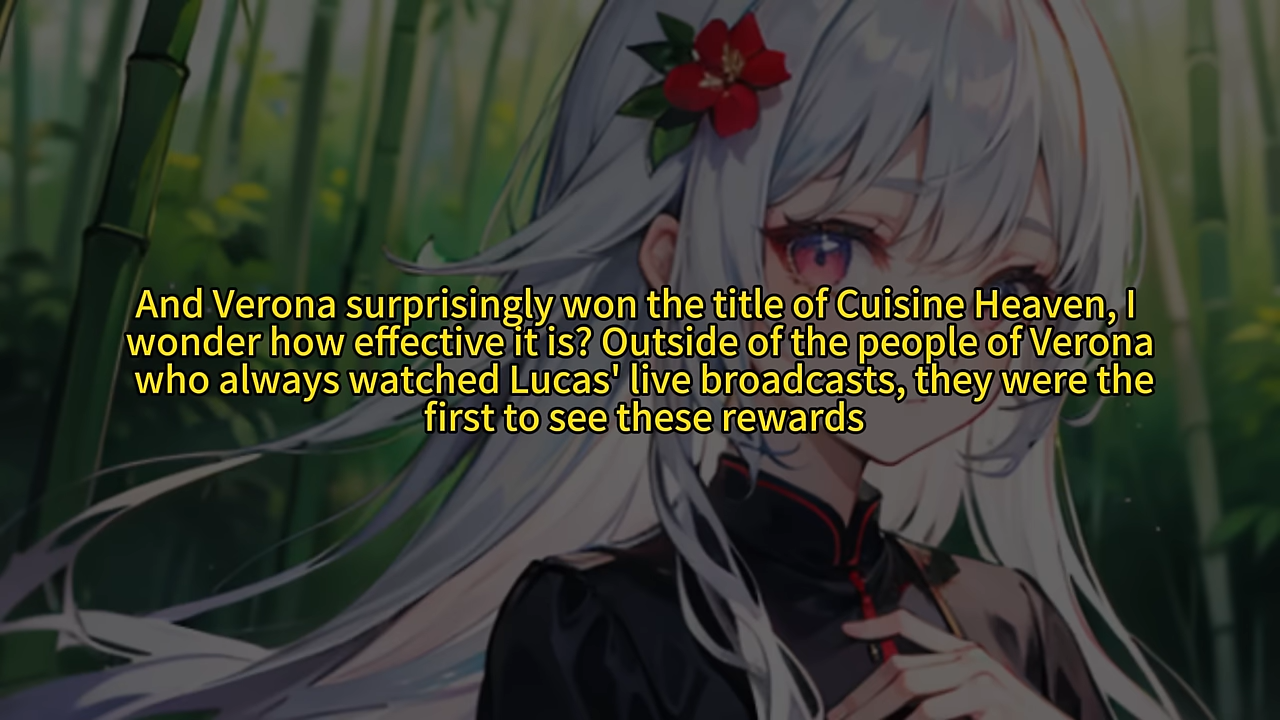 And Verona surprisingly won the title of Cuisine Heaven, I
wonder how effective it is? Outside of the people of Verona
who always watched Lucas' live broadcasts, they were the
first to see these rewards